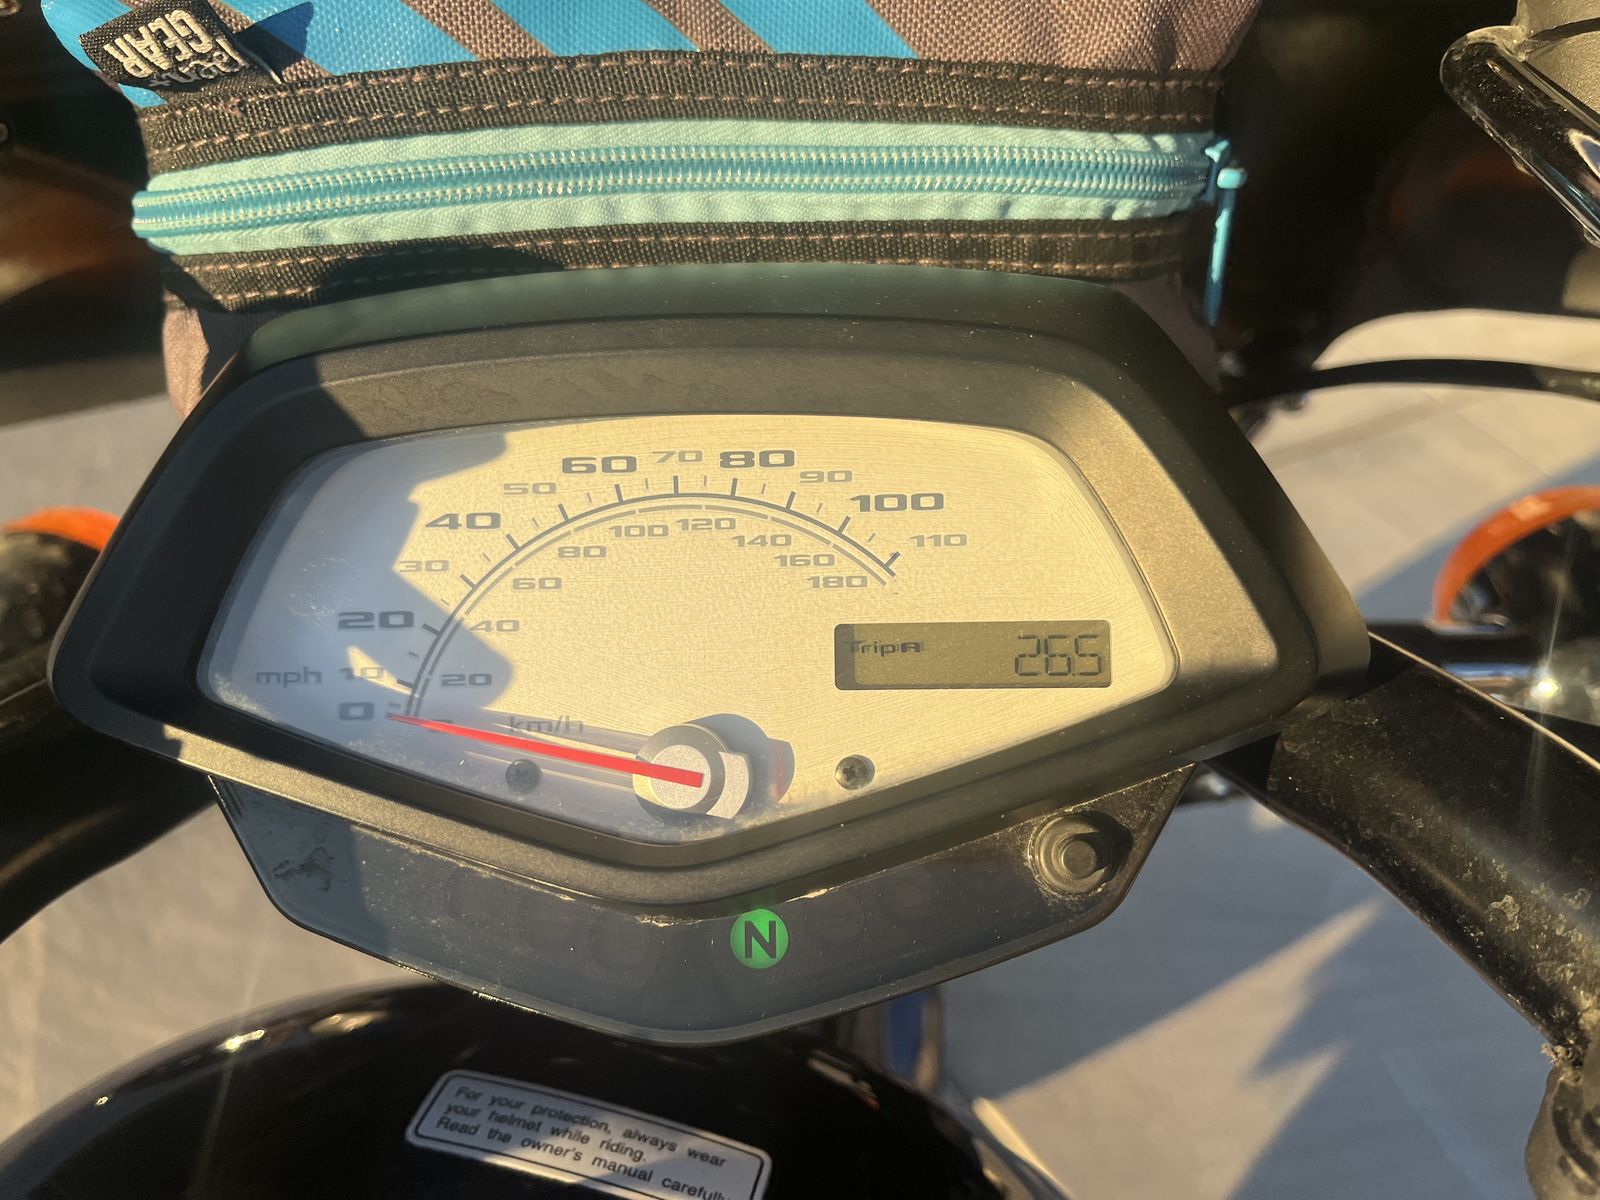 GEAR
60 70 80
50 90
40 100
30 110
20
mph 10
0
100 120
80 140
60 160
40 180
20
km/h
Trip A 26.5
N
For your protection, always wear
your helmet while riding.
Read the owner's manual carefully